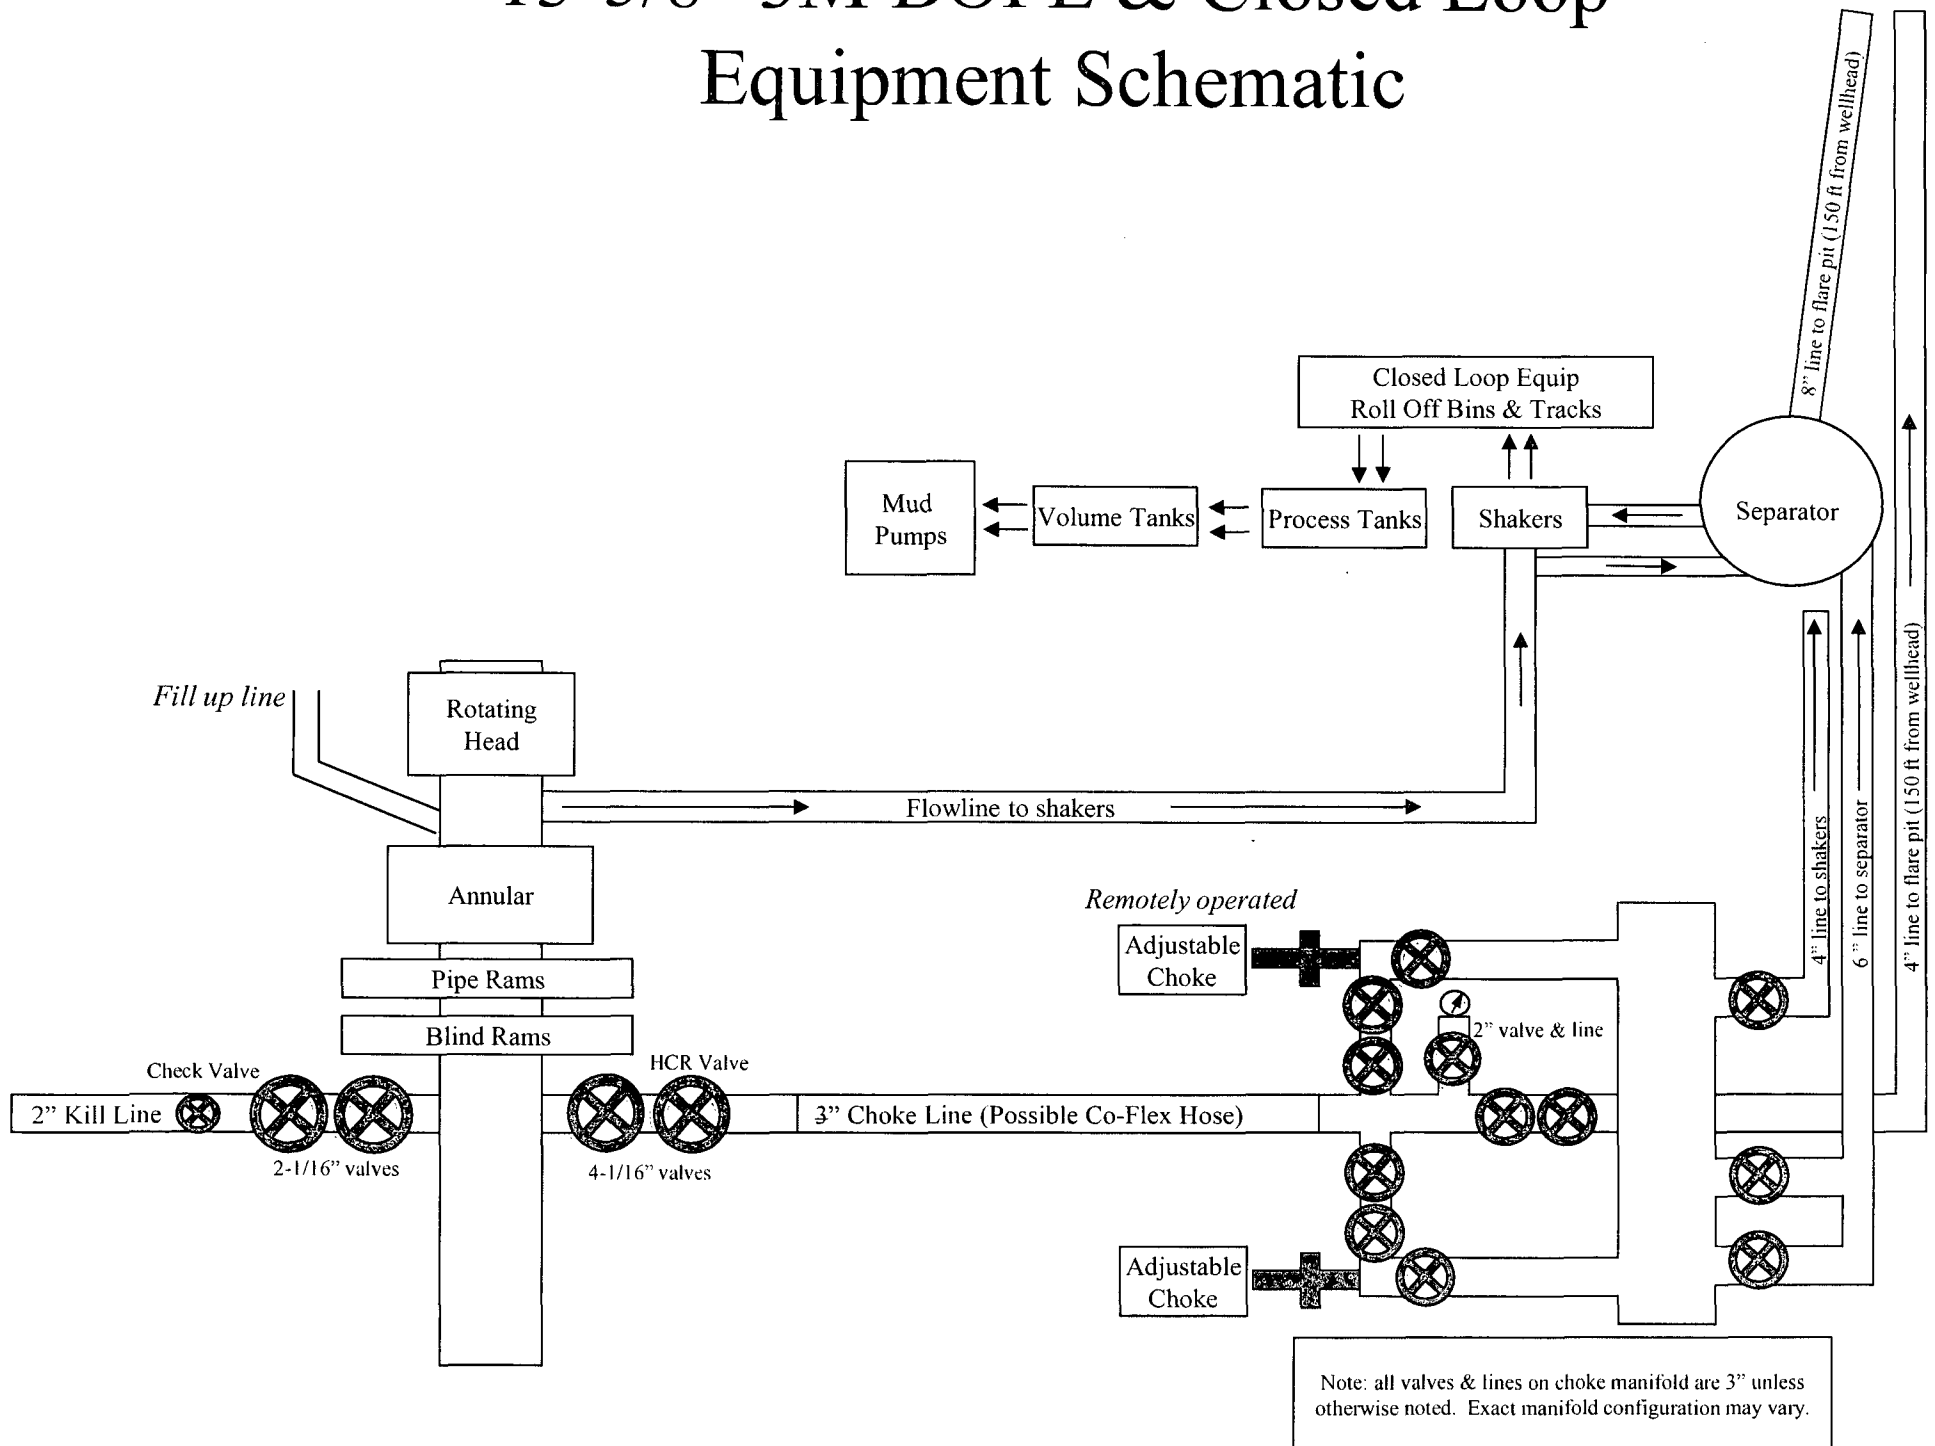 Equipment Schematic
8” line to flare pit (150 ft from wellhead)
Closed Loop Equip
Roll Off Bins & Tracks
Mud
Pumps
Volume Tanks
Process Tanks
Shakers
Separator
Fill up line
Rotating
Head
Flowline to shakers
Annular
Pipe Rams
Blind Rams
Check Valve
HCR Valve
2” Kill Line
3” Choke Line (Possible Co-Flex Hose)
2-1/16” valves
4-1/16” valves
Remotely operated
Adjustable
Choke
2” valve & line
Adjustable
Choke
4” line to shakers
6” line to separator
4” line to flare pit (150 ft from wellhead)
Note: all valves & lines on choke manifold are 3” unless
otherwise noted. Exact manifold configuration may vary.